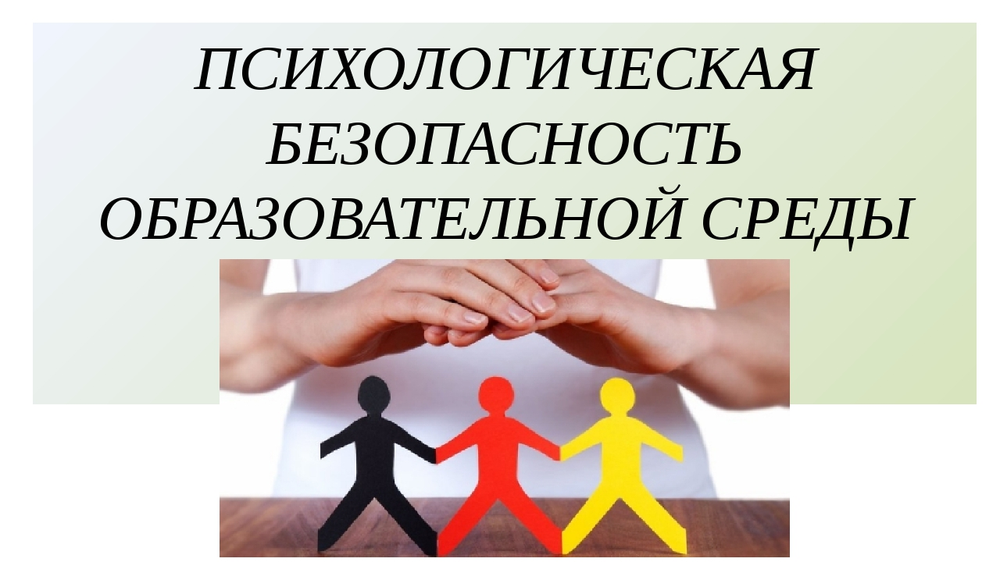 ПСИХОЛОГИЧЕСКАЯ
БЕЗОПАСНОСТЬ
ОБРАЗОВАТЕЛЬНОЙ СРЕДЫ